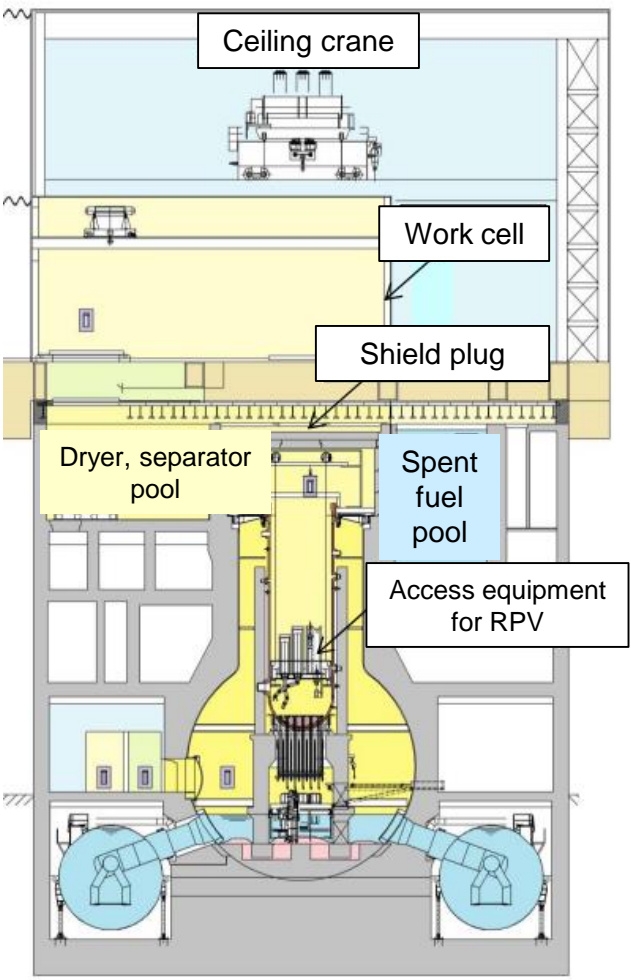 Ceiling crane
Work cell
Shield plug
Dryer, separator
pool
Spent
fuel
pool
Access equipment
for RPV